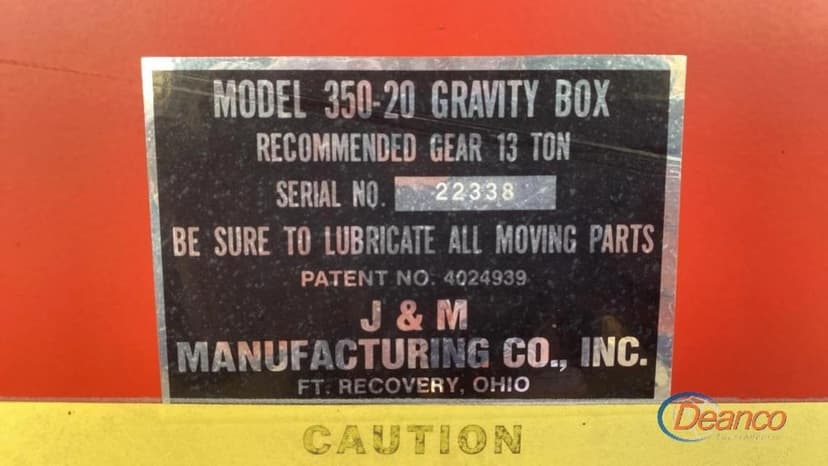 MODEL 350-20 GRAVITY BOX
RECOMMENDED GEAR 13 TON
SERIAL NO. 22338
BE SURE TO LUBRICATE ALL MOVING PARTS
PATENT NO. 4024939
J & M
MANUFACTURING CO., INC.
FT. RECOVERY, OHIO
Deanco
CAUTION